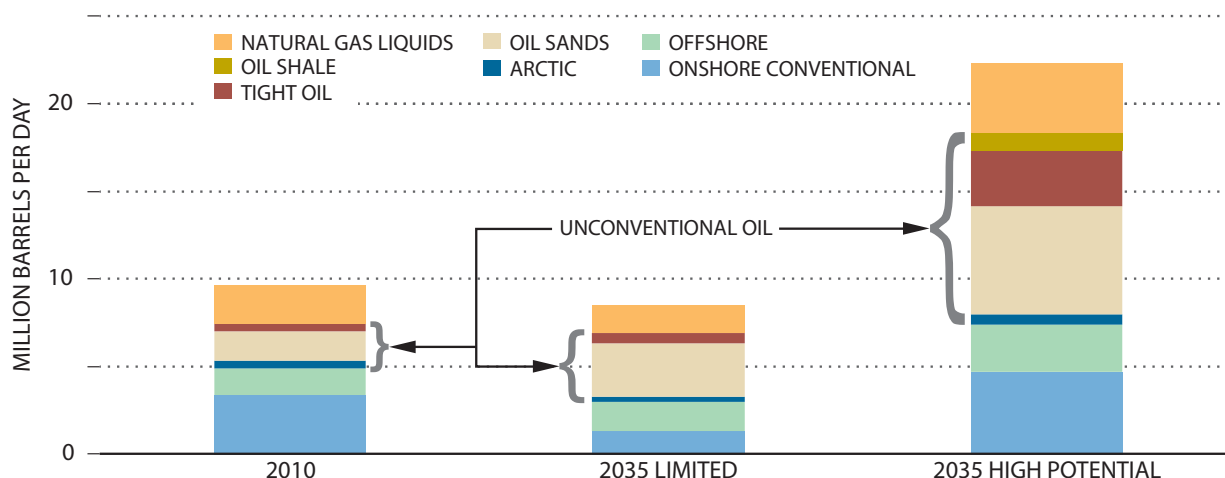 NATURAL GAS LIQUIDS
OIL SHALE
TIGHT OIL
OIL SANDS
ARCTIC
OFFSHORE
ONSHORE CONVENTIONAL
MILLION BARRELS PER DAY
20
10
0
UNCONVENTIONAL OIL
2010
2035 LIMITED
2035 HIGH POTENTIAL